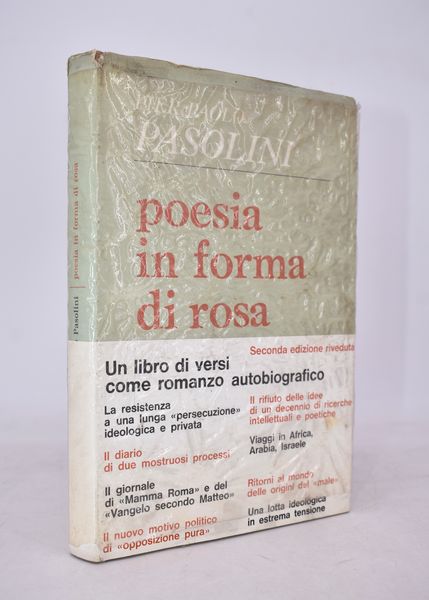 PIER PAOLO
PASOLINI
poesia
in forma
di rosa
Seconda edizione riveduta
Un libro di versi
come romanzo autobiografico
La resistenza
a una lunga «persecuzione»
ideologica e privata
Il diario
di due mostruosi processi
Il giornale
di «Mamma Roma» e del
«Vangelo secondo Matteo»
Il nuovo motivo politico
di "opposizione pura"
Il rifiuto delle idee
di un decennio di ricerche
intellettuali e poetiche
Viaggi in Africa,
Arabia, Israele
Ritorni al mondo
delle origini del «male»
Una lotta ideologica
in estrema tensione
Pasolini poesia in forma di rosa